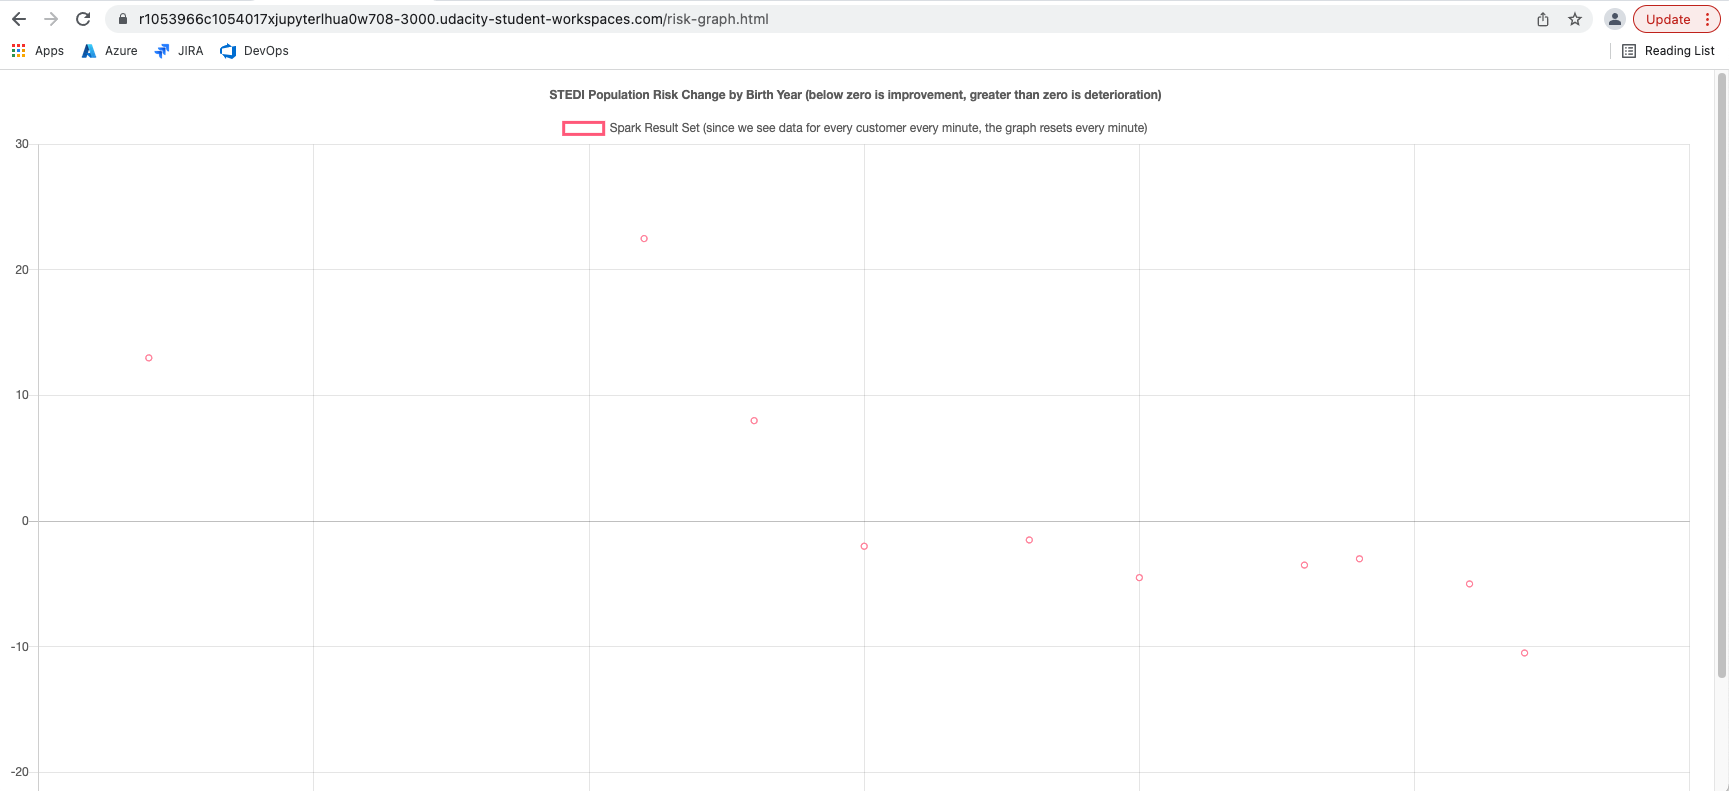 r1053966c1054017xjupyterlhua0w708-3000.udacity-student-workspaces.com/risk-graph.html
Update
Apps Azure JIRA DevOps Reading List
STEDI Population Risk Change by Birth Year (below zero is improvement, greater than zero is deterioration)
Spark Result Set (since we see data for every customer every minute, the graph resets every minute)
30
20
10
0
-10
-20